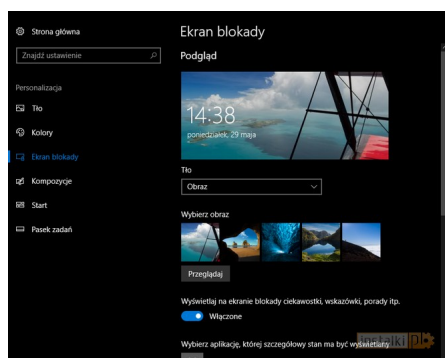 Strona główna
Znajdź ustawienie
Personalizacja
Tło
Kolory
Ekran blokady
Kompozycje
Start
Pasek zadań
Ekran blokady
Podgląd
14:38
poniedziałek, 29 maja
Tło
Obraz
Wybierz obraz
Przeglądaj
Wyświetlaj na ekranie blokady ciekawostki, wskazówki, porady itp.
Włączone
Wybierz aplikację, której szczegółowy stan ma być wyświetlany
instalki pl